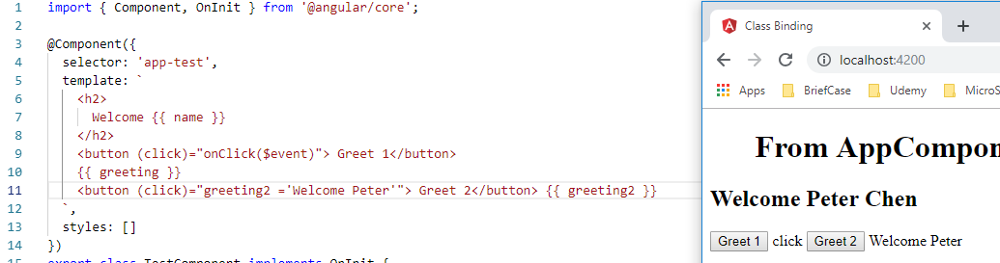 1 import { Component, OnInit } from '@angular/core';
2
3 @Component({
4 selector: 'app-test',
5 template: `
6 <h2>
7 Welcome {{ name }}
8 </h2>
9 <button (click)="onClick($event)"> Greet 1</button>
10 {{ greeting }}
11 <button (click)="greeting2 ='Welcome Peter'"> Greet 2</button> {{ greeting2 }}
12 `,
13 styles: []
14 })
15 export class TestComponent implements OnInit {
Class Binding
localhost:4200
Apps BriefCase Udemy MicroS
From AppCompon
Welcome Peter Chen
Greet 1 click Greet 2 Welcome Peter